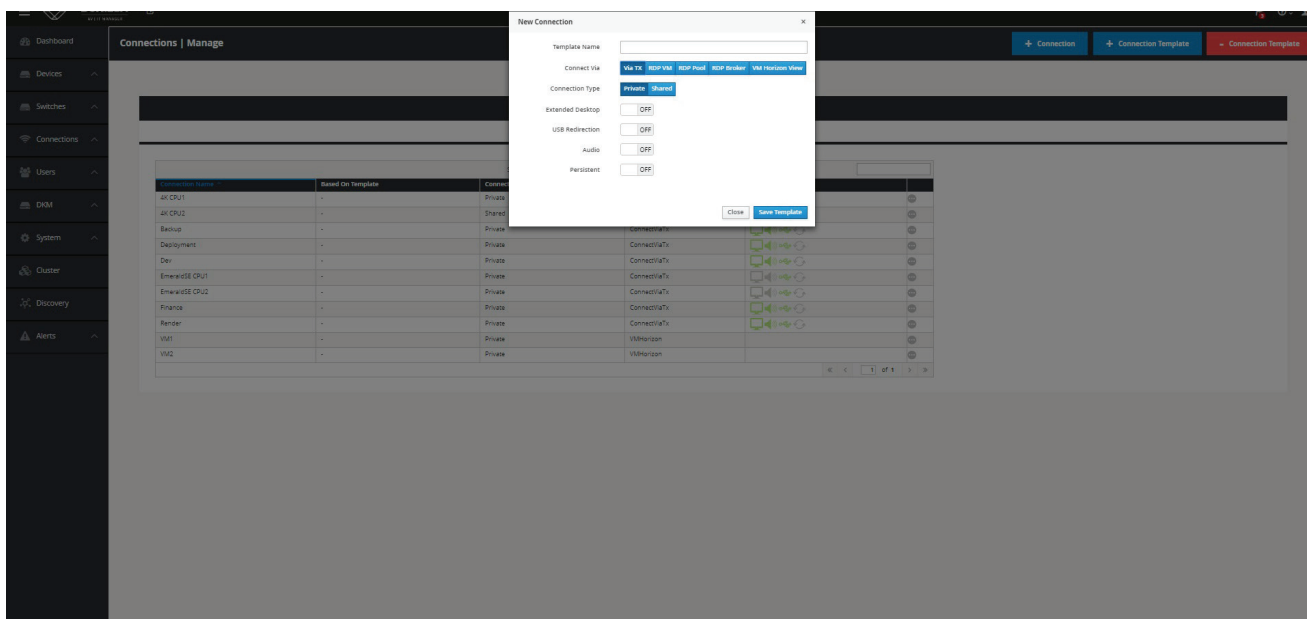 New Connection ×
Dashboard
Connections | Manage
+ Connection
+ Connection Template
- Connection Template
Template Name
Connect Via
Via TX RDP VM RDP Pool RDP Broker VM Horizon View
Connection Type
Private Shared
Extended Desktop OFF
USB Redirection OFF
Audio OFF
Persistent OFF
Close Save Template
Devices
Switches
Connections
Users
DKM
System
Cluster
Discovery
Alerts
Connection Name Based On Template Connect
4K CPU1 - Private
4K CPU2 - Shared
Backup - Private ConnectViaTx
Deployment - Private ConnectViaTx
Dev - Private ConnectViaTx
EmeraldSE CPU1 - Private ConnectViaTx
EmeraldSE CPU2 - Private ConnectViaTx
Finance - Private ConnectViaTx
Render - Private ConnectViaTx
VM1 - Private VMHorizon
VM2 - Private VMHorizon
« < 1 of 1 > »